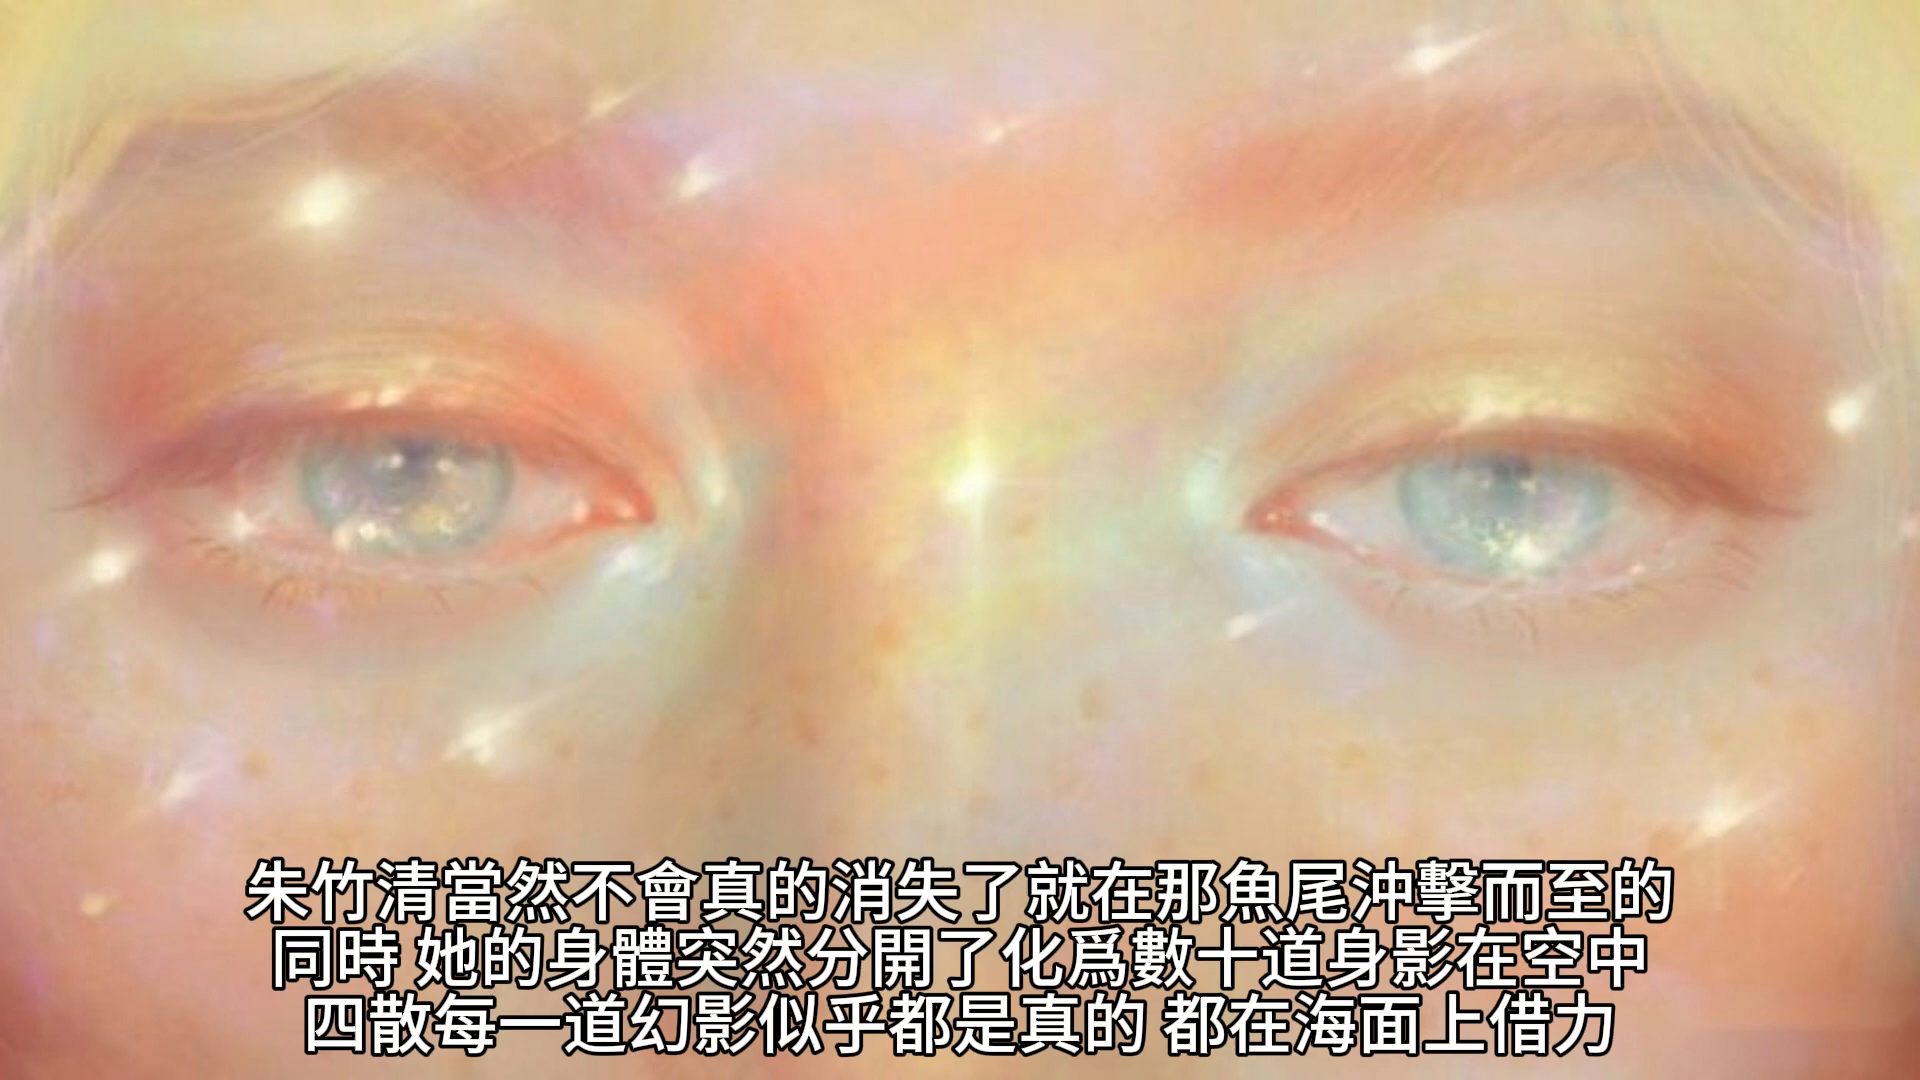 朱竹清當然不會真的消失了就在那魚尾沖擊而至的
同時 她的身體突然分開了化爲數十道身影在空中
四散每一道幻影似乎都是真的 都在海面上借力